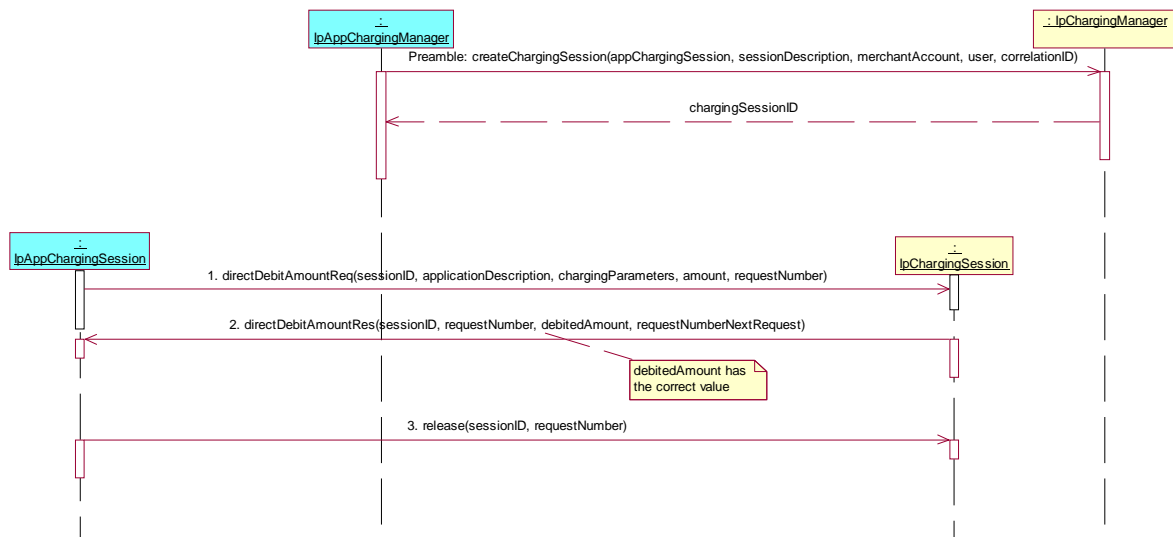 :
IpAppChargingManager
: IpChargingManager
Preamble: createChargingSession(appChargingSession, sessionDescription, merchantAccount, user, correlationID)
chargingSessionID
:
IpAppChargingSession
:
IpChargingSession
1. directDebitAmountReq(sessionID, applicationDescription, chargingParameters, amount, requestNumber)
2. directDebitAmountRes(sessionID, requestNumber, debitedAmount, requestNumberNextRequest)
debitedAmount has
the correct value
3. release(sessionID, requestNumber)